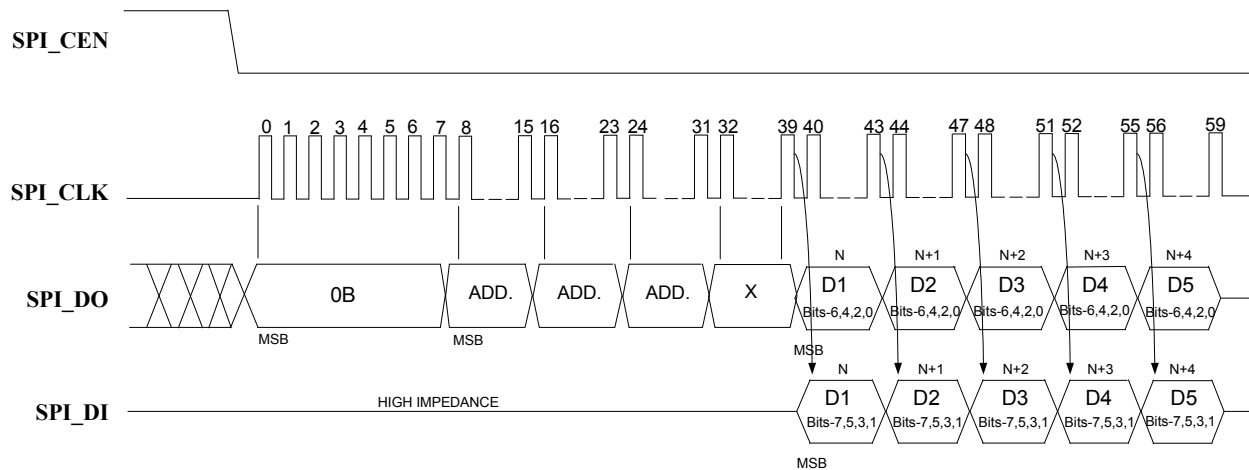 SPI_CEN
0 1 2 3 4 5 6 7 8 15 16 23 24 31 32 39 40 43 44 47 48 51 52 55 56 59
SPI_CLK
N N+1 N+2 N+3 N+4
SPI_DO 0B ADD. ADD. ADD. X D1 D2 D3 D4 D5
Bits-6,4,2,0 Bits-6,4,2,0 Bits-6,4,2,0 Bits-6,4,2,0 Bits-6,4,2,0
MSB MSB MSB
N N+1 N+2 N+3 N+4
SPI_DI HIGH IMPEDANCE D1 D2 D3 D4 D5
Bits-7,5,3,1 Bits-7,5,3,1 Bits-7,5,3,1 Bits-7,5,3,1 Bits-7,5,3,1
MSB